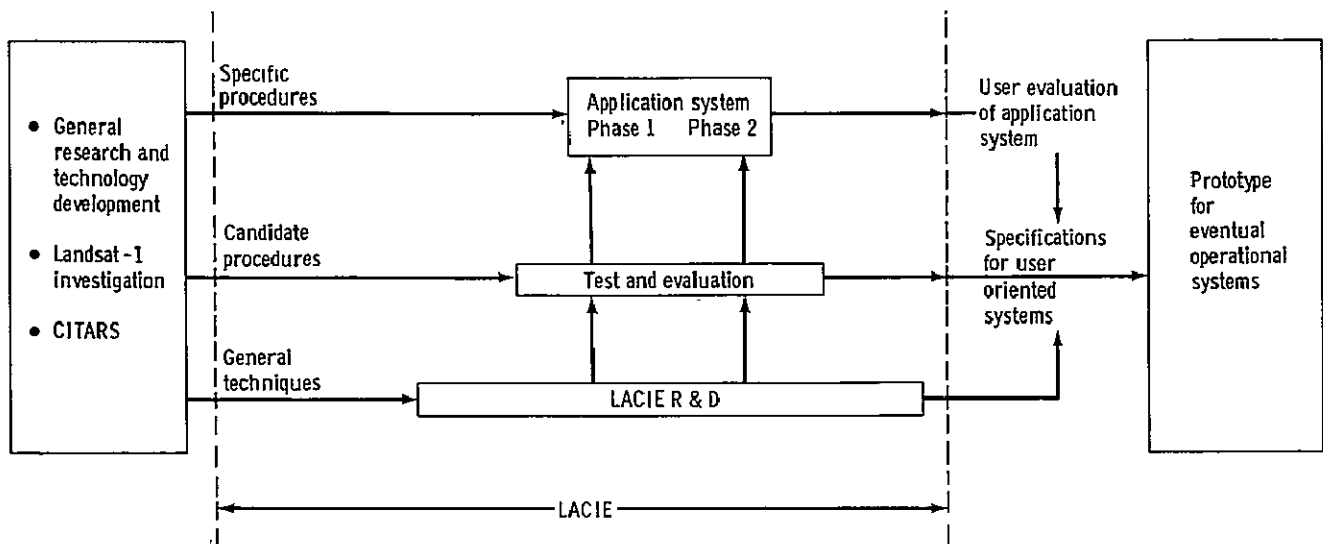 • General
research and
technology
development
• Landsat-1
investigation
• CITARS
Specific
procedures
Candidate
procedures
General
techniques
Application system
Phase 1 Phase 2
Test and evaluation
LACIE R & D
LACIE
User evaluation
of application
system
Specifications
for user
oriented
systems
Prototype
for
eventual
operational
systems